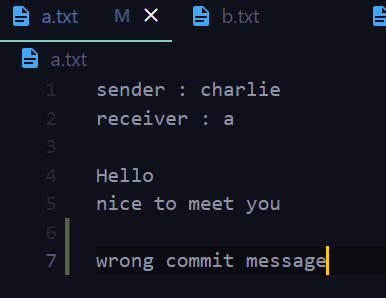 a.txt M b.txt
a.txt
1 sender : charlie
2 receiver : a
3
4 Hello
5 nice to meet you
6
7 wrong commit message